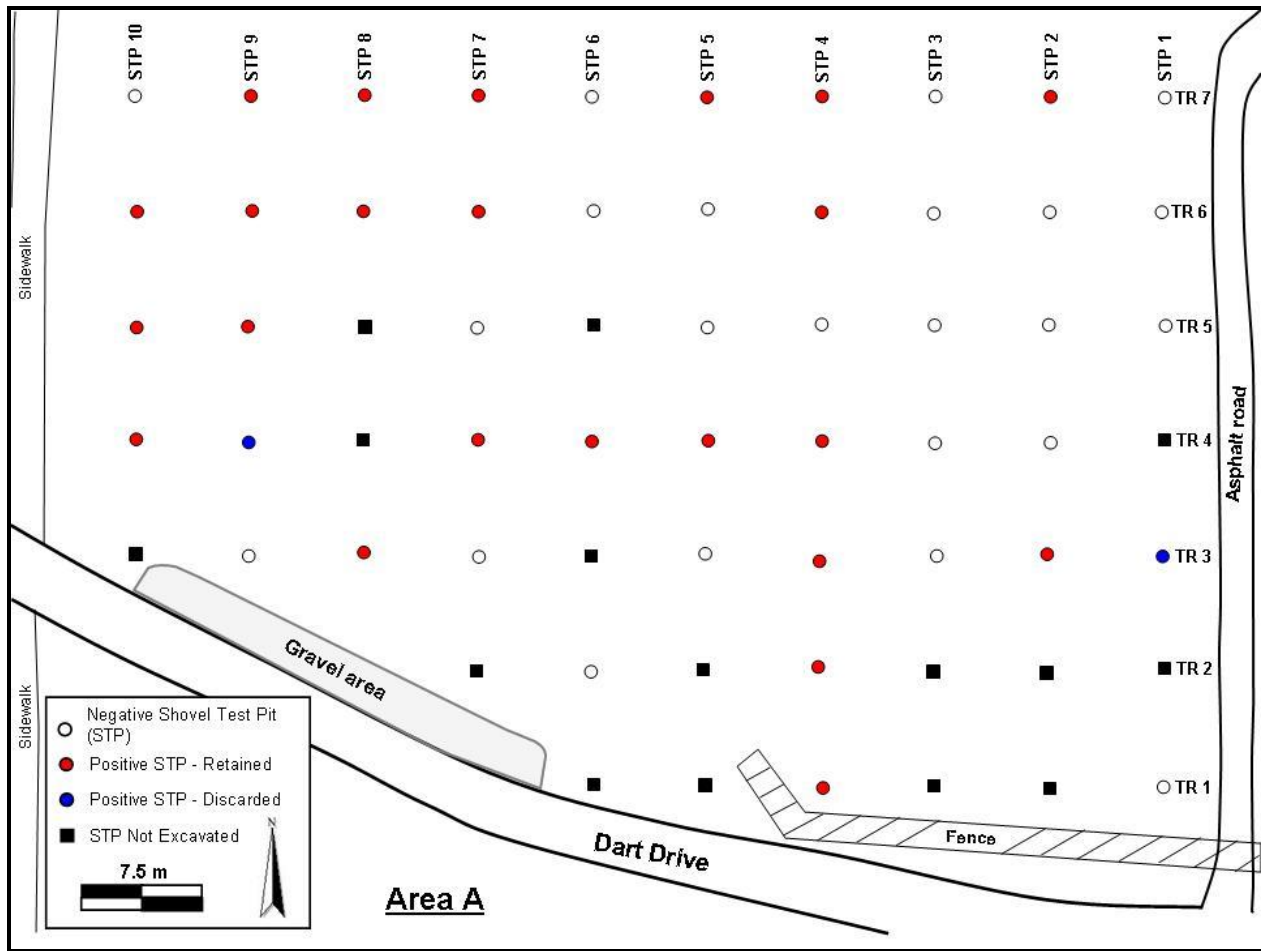 STP 10
STP 9
STP 8
STP 7
STP 6
STP 5
STP 4
STP 3
STP 2
STP 1
TR 7
TR 6
TR 5
TR 4
TR 3
TR 2
TR 1
Sidewalk
Sidewalk
Asphalt road
Gravel area
Fence
Dart Drive
Area A
Negative Shovel Test Pit
(STP)
Positive STP - Retained
Positive STP - Discarded
STP Not Excavated
N
7.5 m